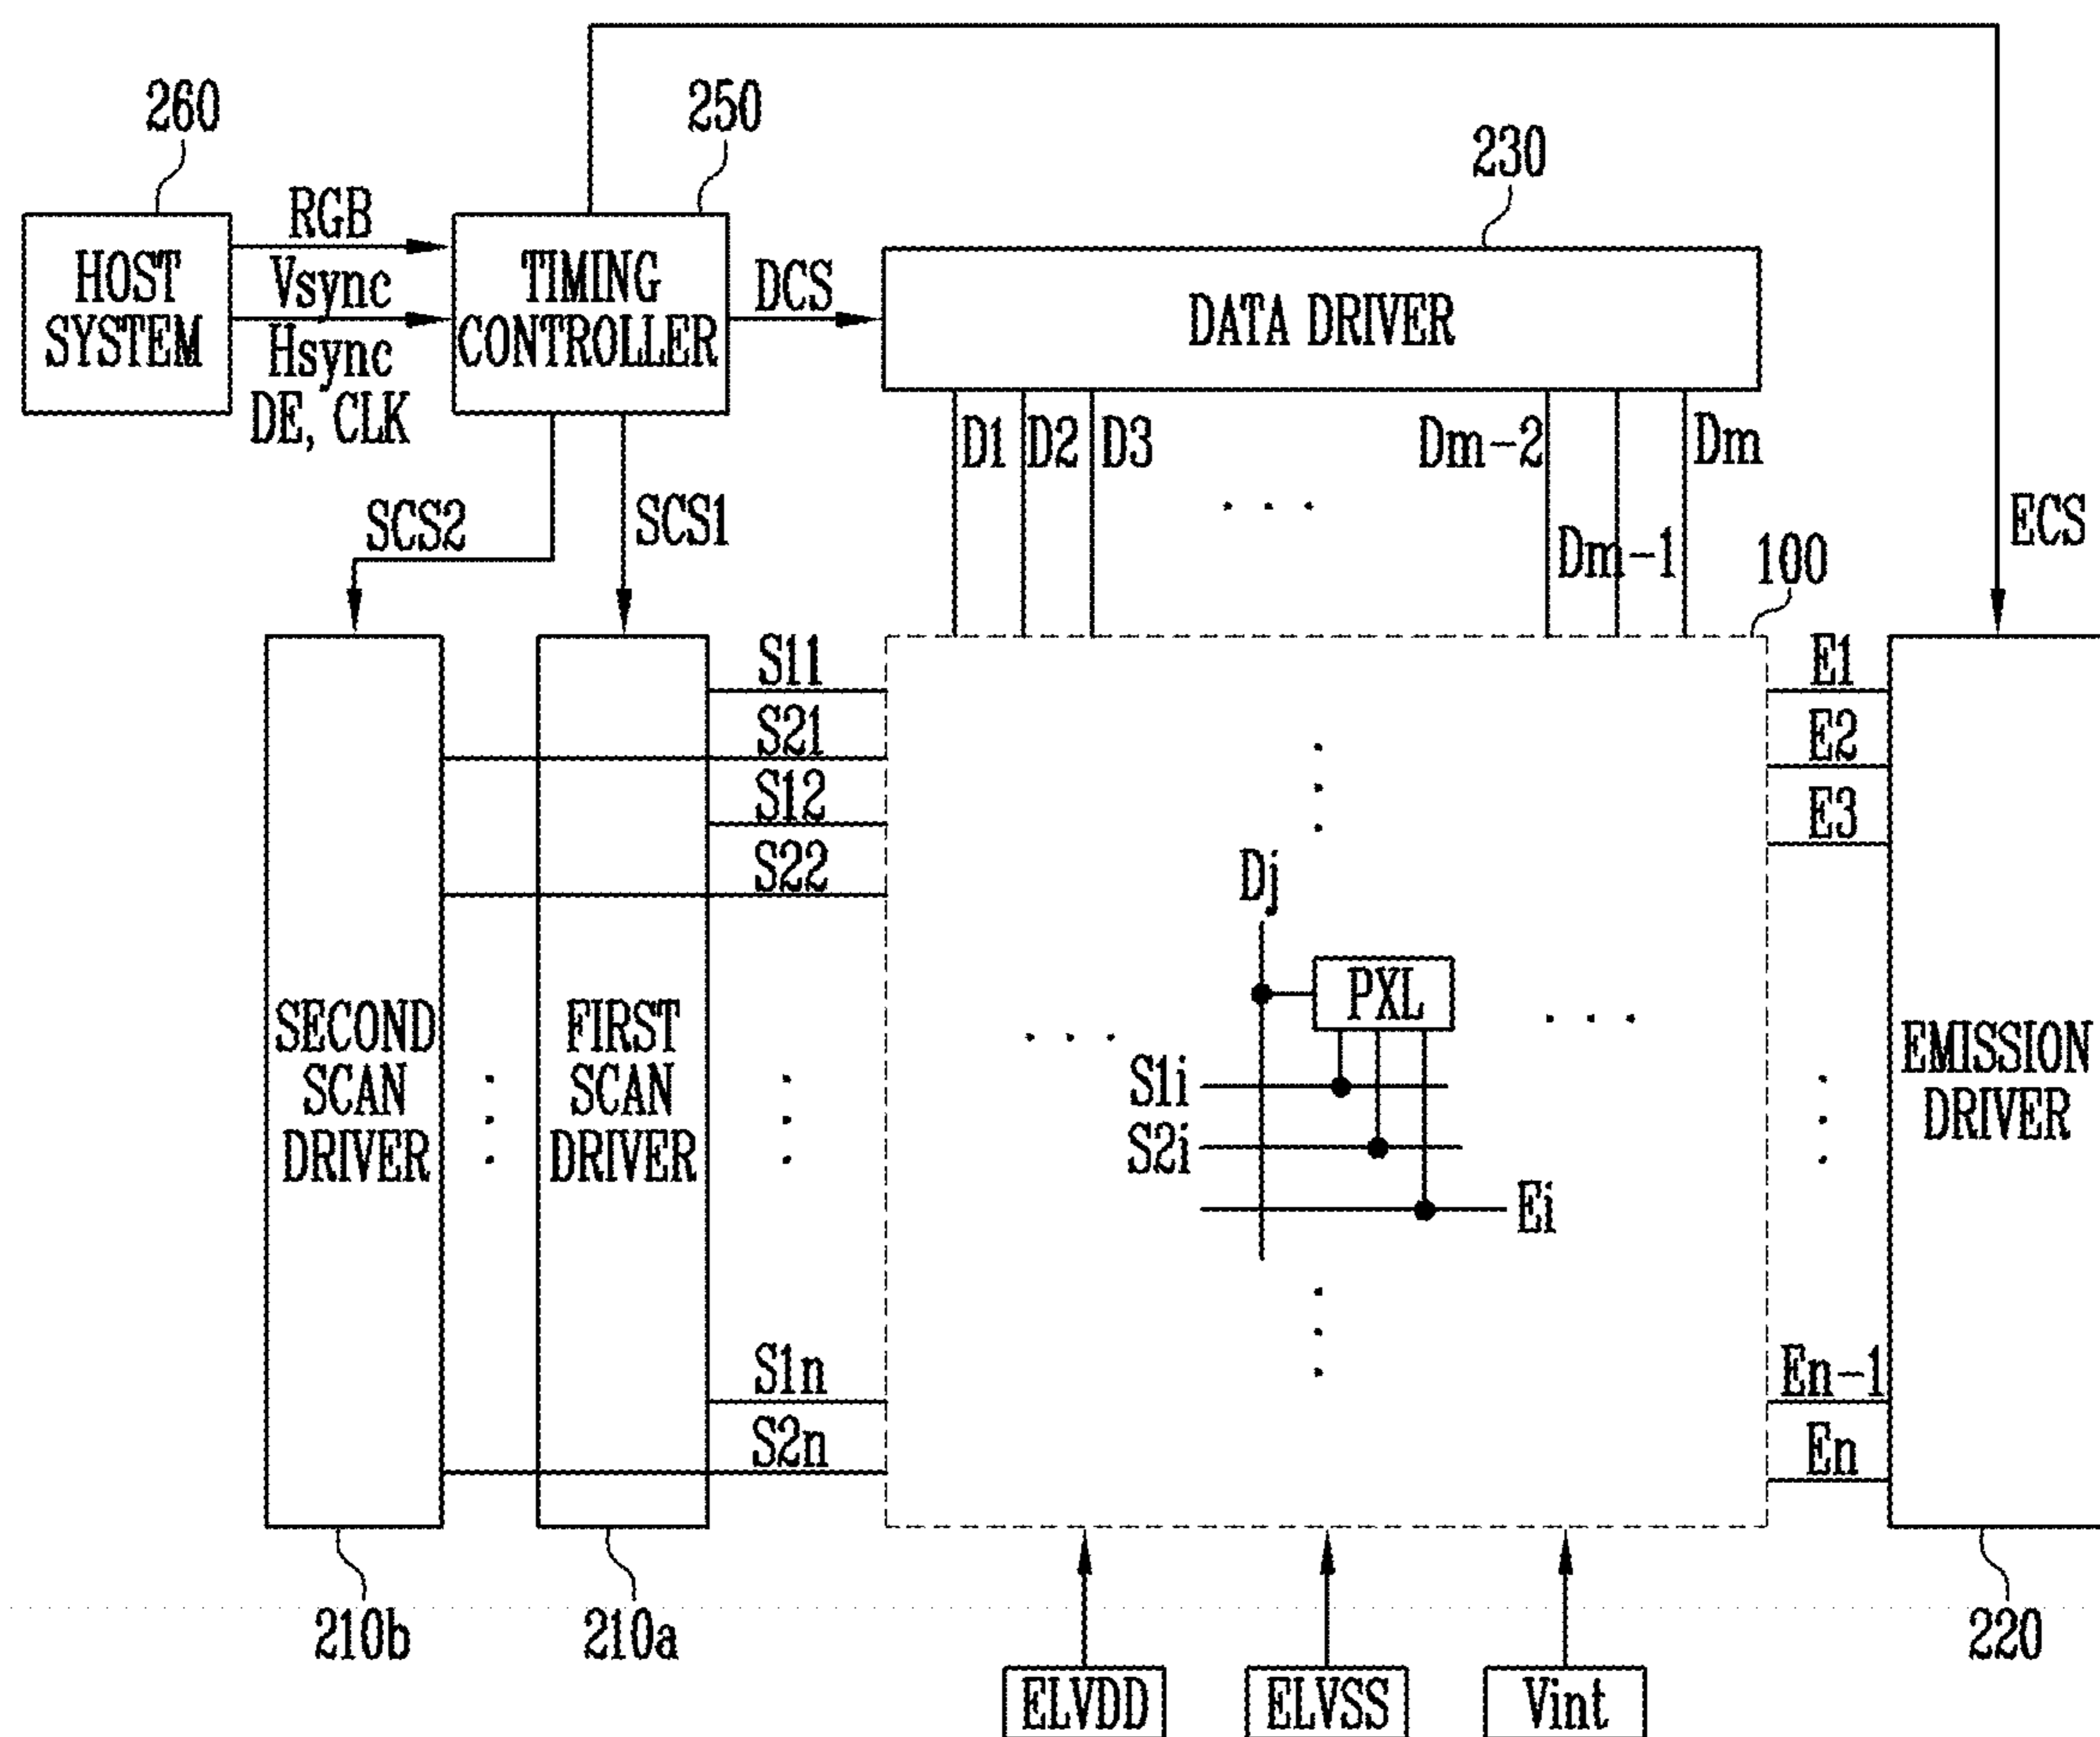 260
250
230
RGB
HOST
SYSTEM
Vsync
Hsync
DE, CLK
TIMING
CONTROLLER
DCS
DATA DRIVER
D1
D2
D3
Dm-2
Dm
Dm-1
SCS2
SCS1
100
ECS
S11
S21
S12
S22
E1
E2
E3
Dj
PXL
S1i
S2i
Ei
SECOND
SCAN
DRIVER
FIRST
SCAN
DRIVER
EMISSION
DRIVER
S1n
S2n
En-1
En
210b
210a
220
ELVDD
ELVSS
Vint